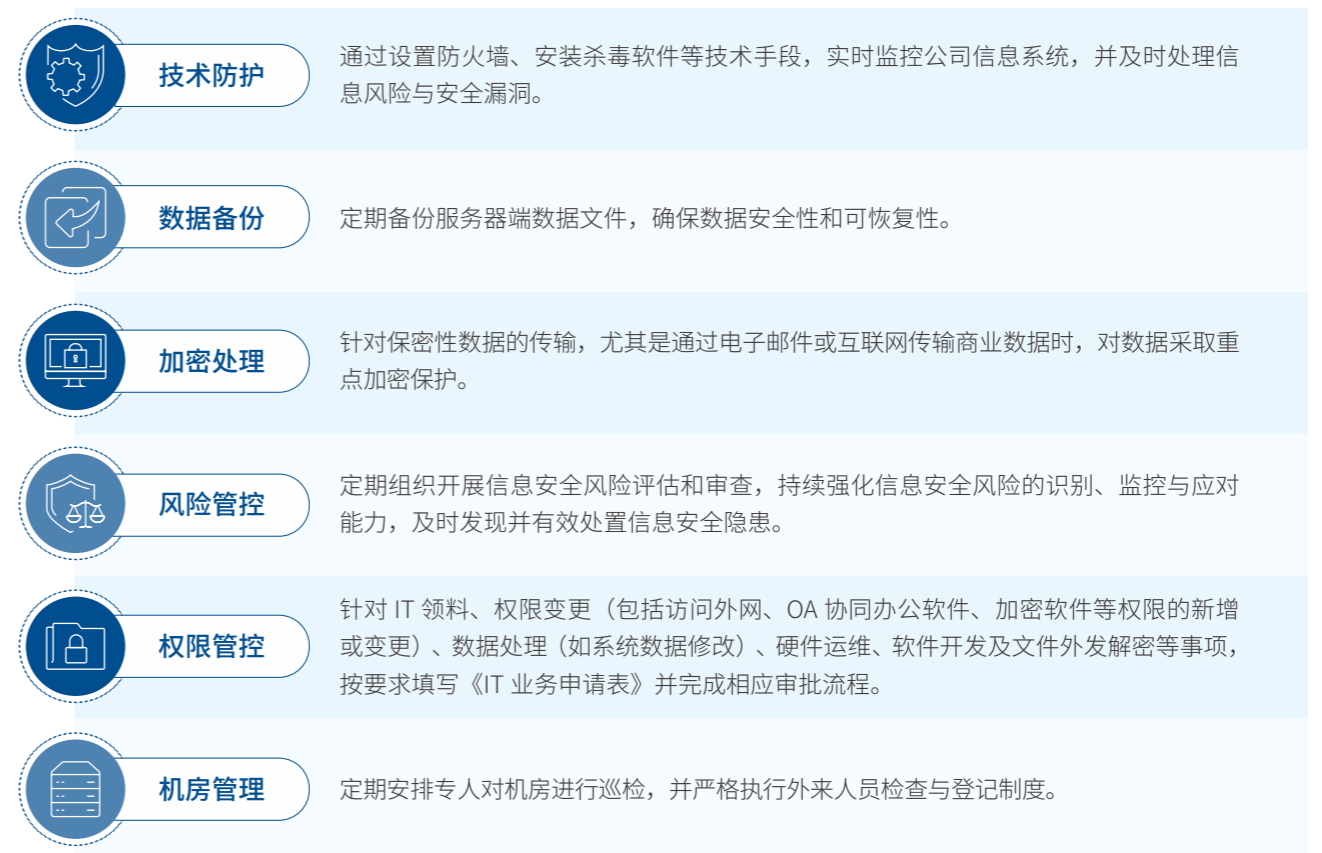 技术防护
通过设置防火墙、安装杀毒软件等技术手段，实时监控公司信息系统，并及时处理信
息风险与安全漏洞。
数据备份
定期备份服务器端数据文件，确保数据安全性和可恢复性。
加密处理
针对保密性数据的传输，尤其是通过电子邮件或互联网传输商业数据时，对数据采取重
点加密保护。
风险管控
定期组织开展信息安全风险评估和审查，持续强化信息安全风险的识别、监控与应对
能力，及时发现并有效处置信息安全隐患。
权限管控
针对 IT 领料、权限变更（包括访问外网、OA 协同办公软件、加密软件等权限的新增
或变更）、数据处理（如系统数据修改）、硬件运维、软件开发及文件外发解密等事项，
按要求填写《IT 业务申请表》并完成相应审批流程。
机房管理
定期安排专人对机房进行巡检，并严格执行外来人员检查与登记制度。